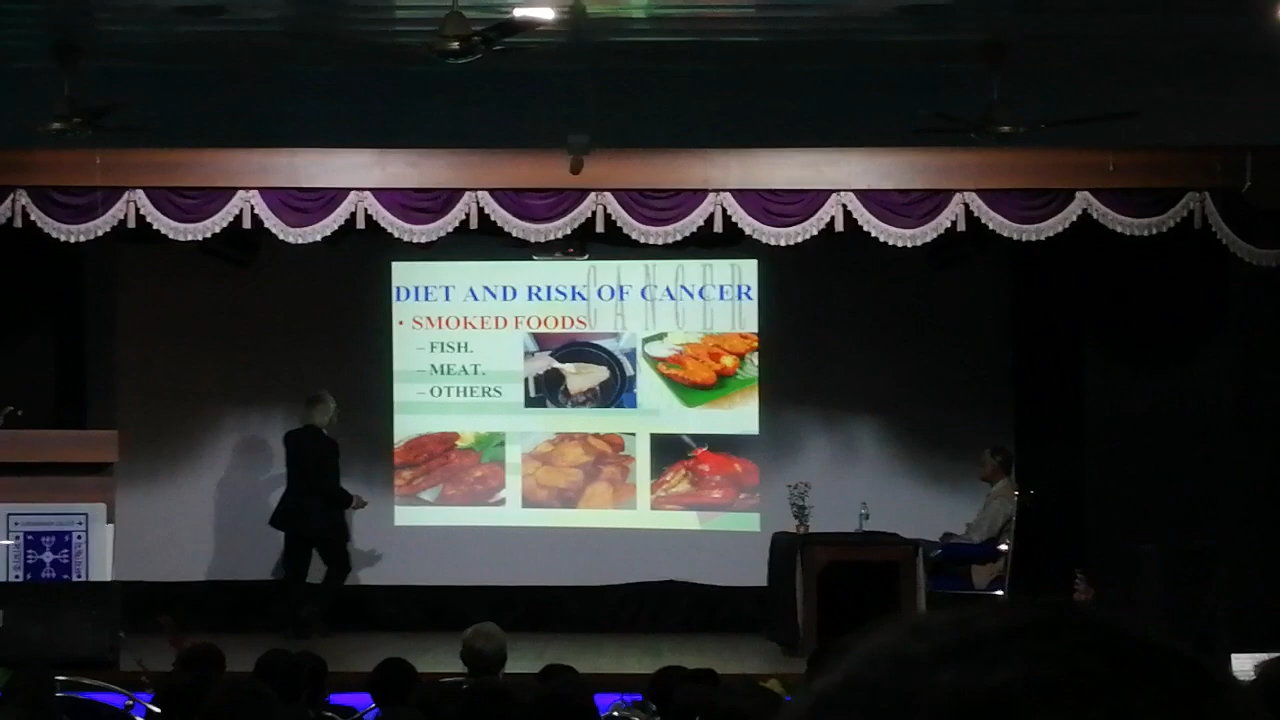 CANCER
DIET AND RISK OF CANCER
• SMOKED FOODS
– FISH.
– MEAT.
– OTHERS